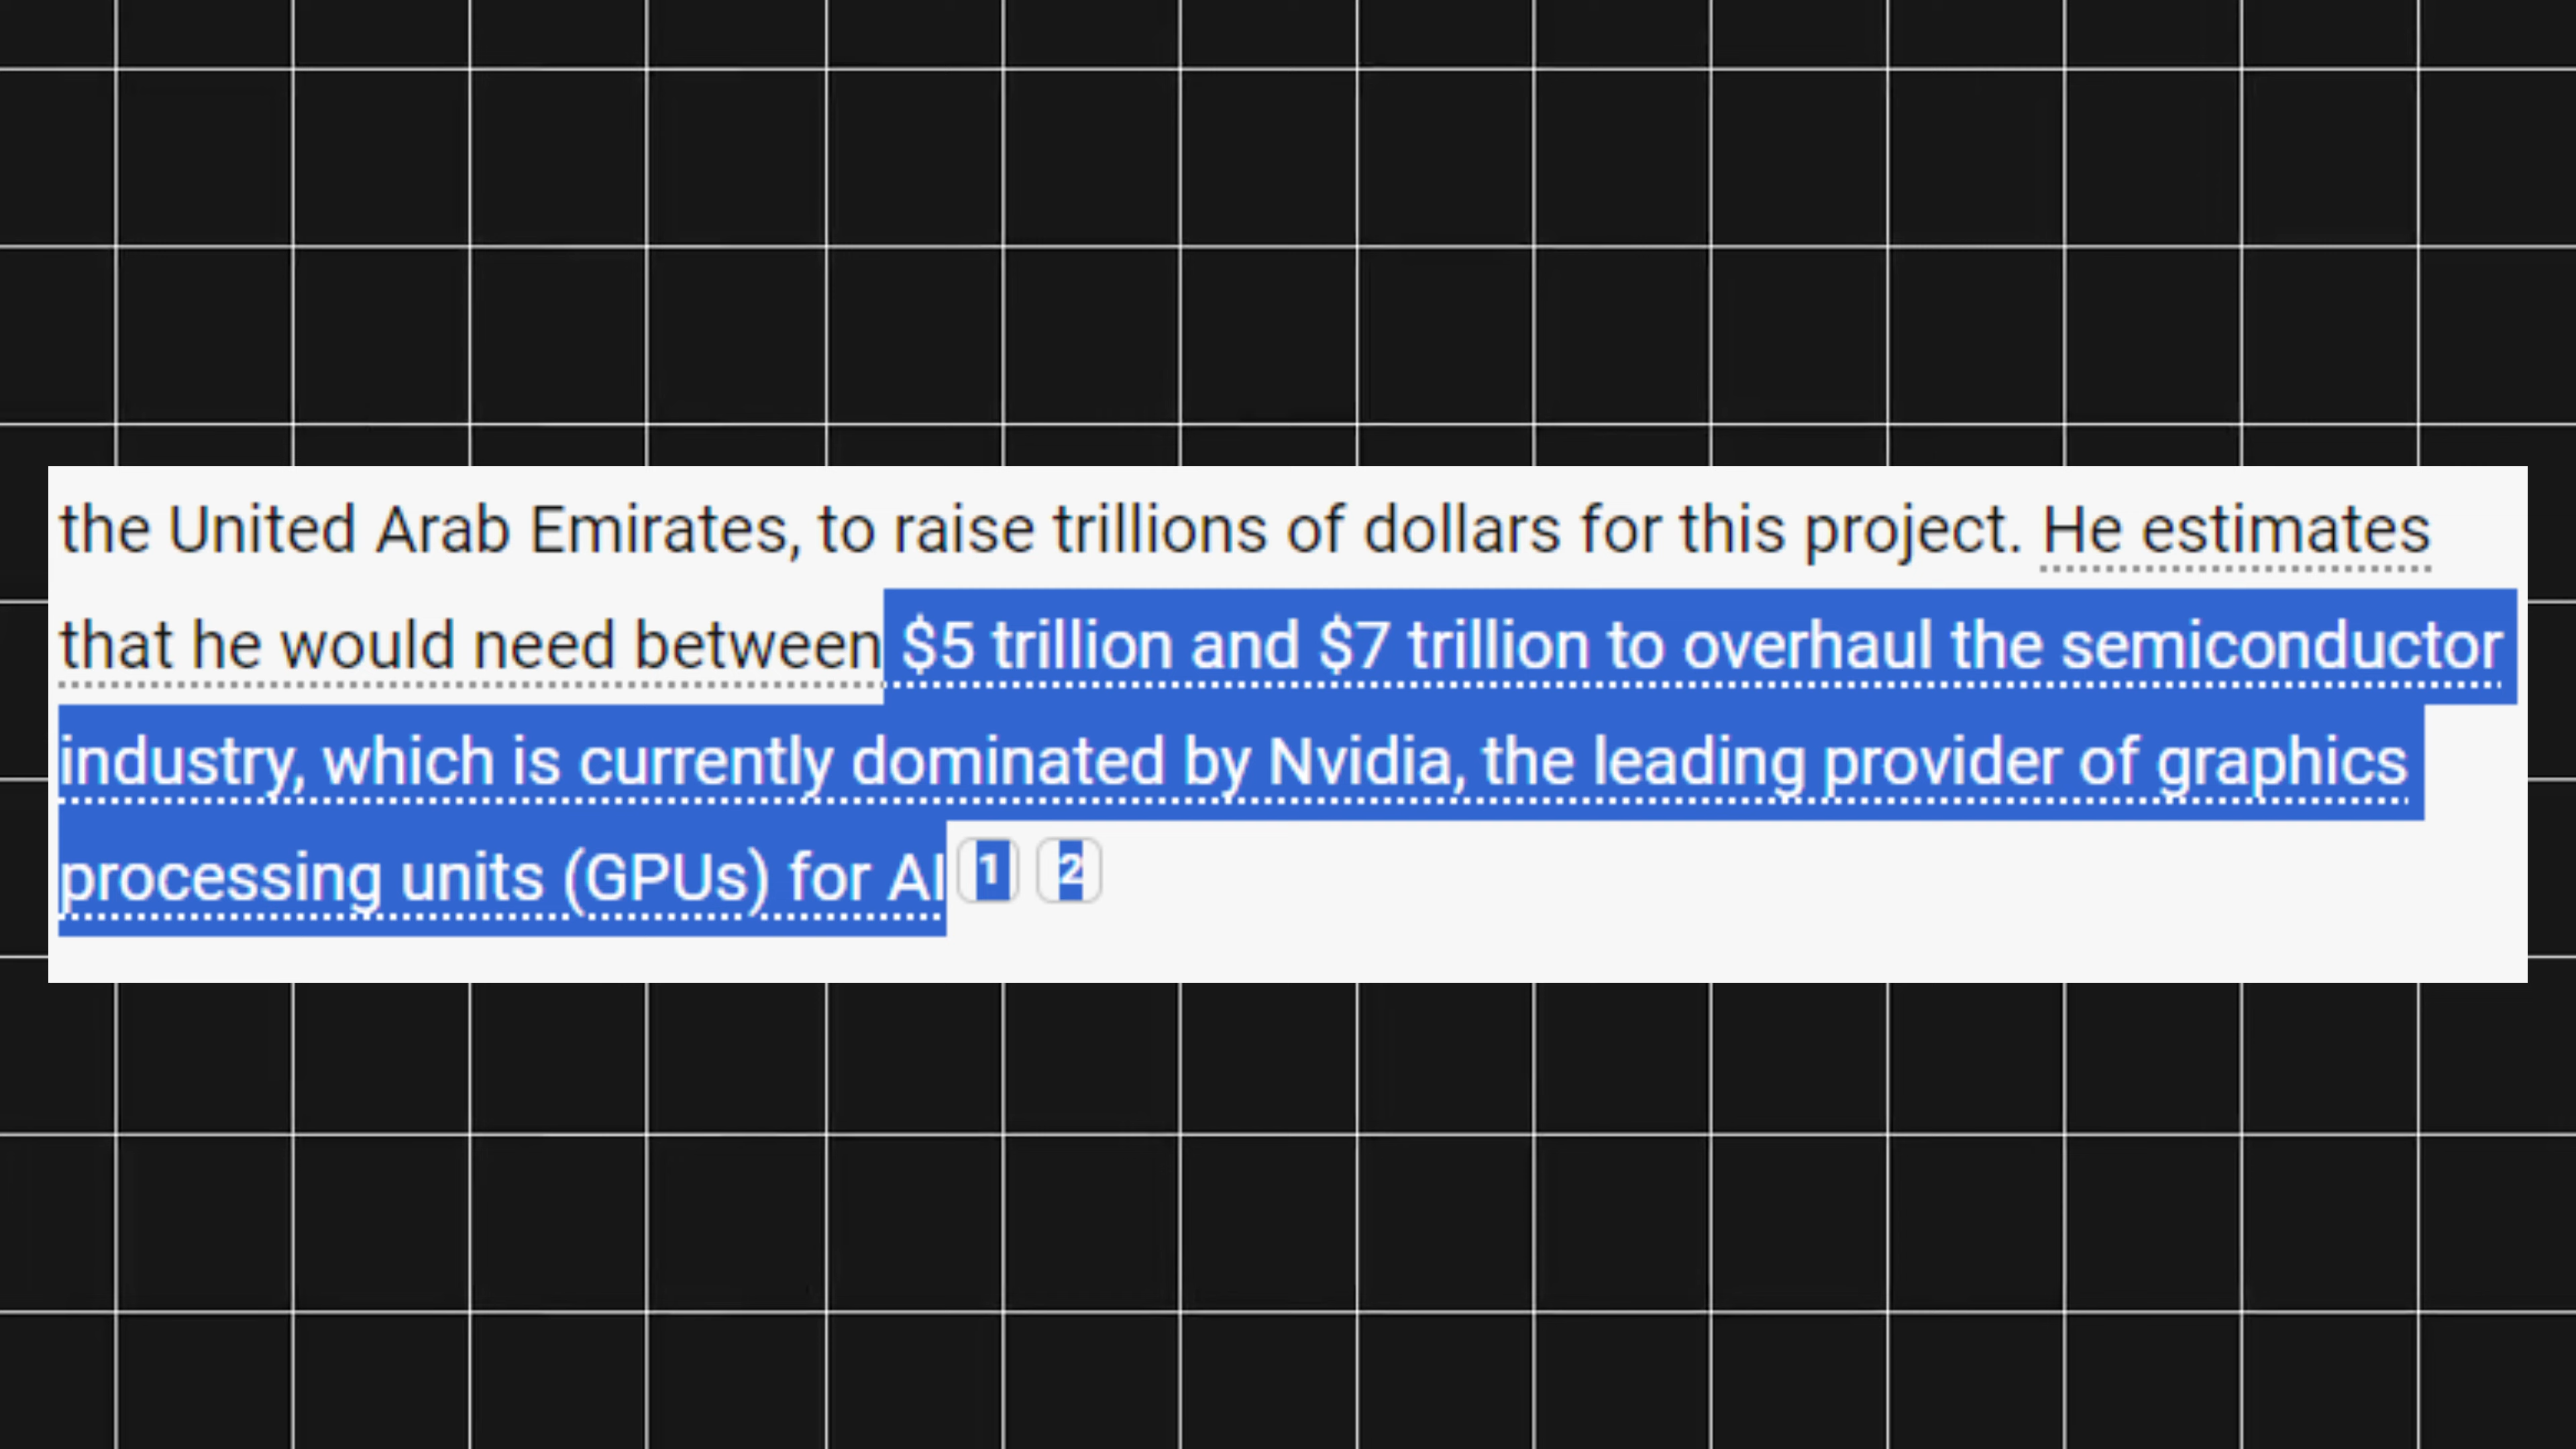 the United Arab Emirates, to raise trillions of dollars for this project. He estimates
that he would need between $5 trillion and $7 trillion to overhaul the semiconductor
industry, which is currently dominated by Nvidia, the leading provider of graphics
processing units (GPUs) for AI 1 2